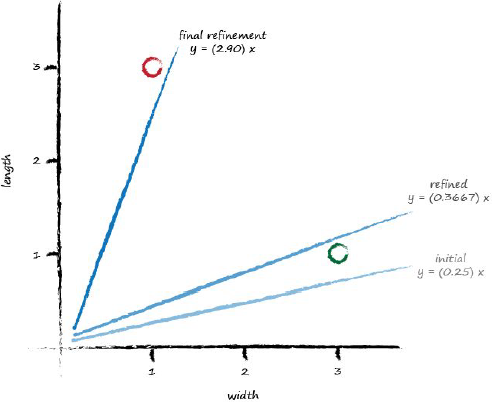 final refinement
y = (2.90) x
3
2
length
1
refined
y = (0.3667) x
initial
y = (0.25) x
1
2
3
width